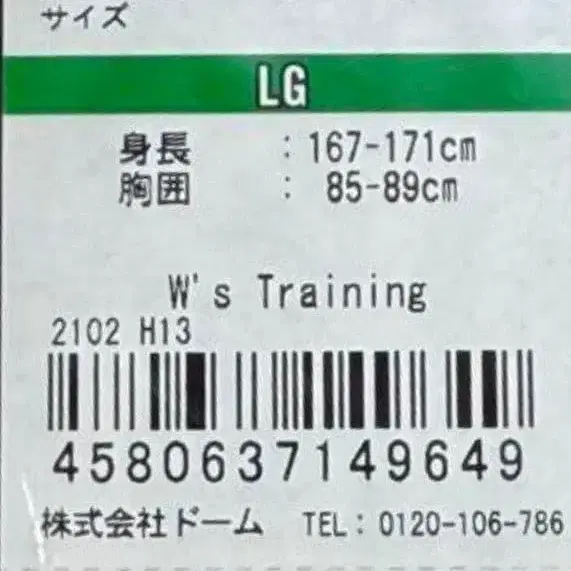 サイズ
LG
身長 : 167-171cm
胸囲 : 85-89cm
W's Training
2102 H13
4580637149649
株式会社ドーム TEL: 0120-106-786